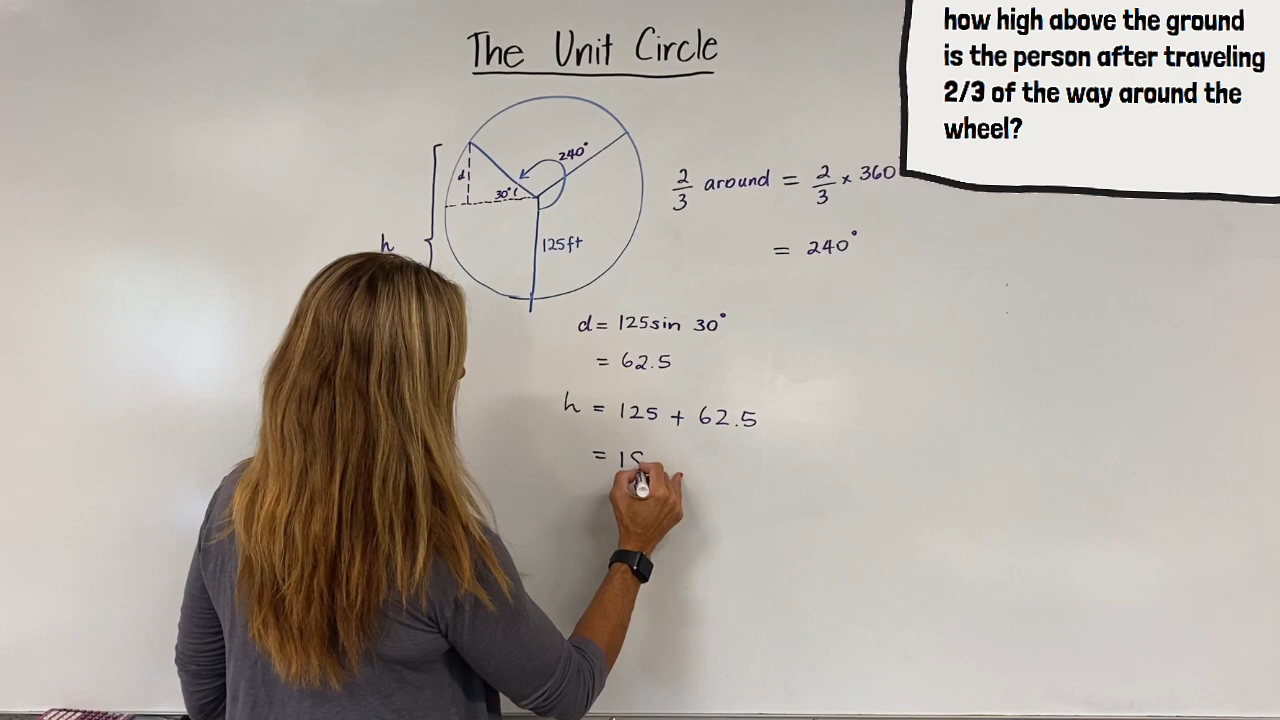 The Unit Circle
how high above the ground
is the person after traveling
2/3 of the way around the
wheel?
240°
d
30°
h
125ft
2/3 around = 2/3 × 360
= 240°
d = 125sin 30°
= 62.5
h = 125 + 62.5
= 18